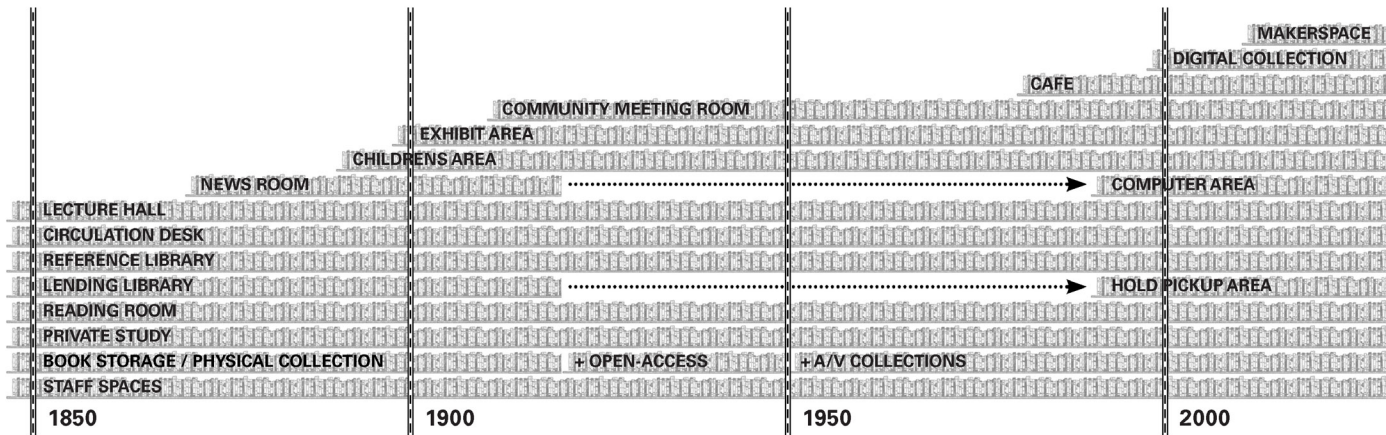 MAKERSPACE
DIGITAL COLLECTION
CAFE
COMMUNITY MEETING ROOM
EXHIBIT AREA
CHILDRENS AREA
NEWS ROOM COMPUTER AREA
LECTURE HALL
CIRCULATION DESK
REFERENCE LIBRARY
LENDING LIBRARY HOLD PICKUP AREA
READING ROOM
PRIVATE STUDY
BOOK STORAGE / PHYSICAL COLLECTION + OPEN-ACCESS + A/V COLLECTIONS
STAFF SPACES
1850 1900 1950 2000